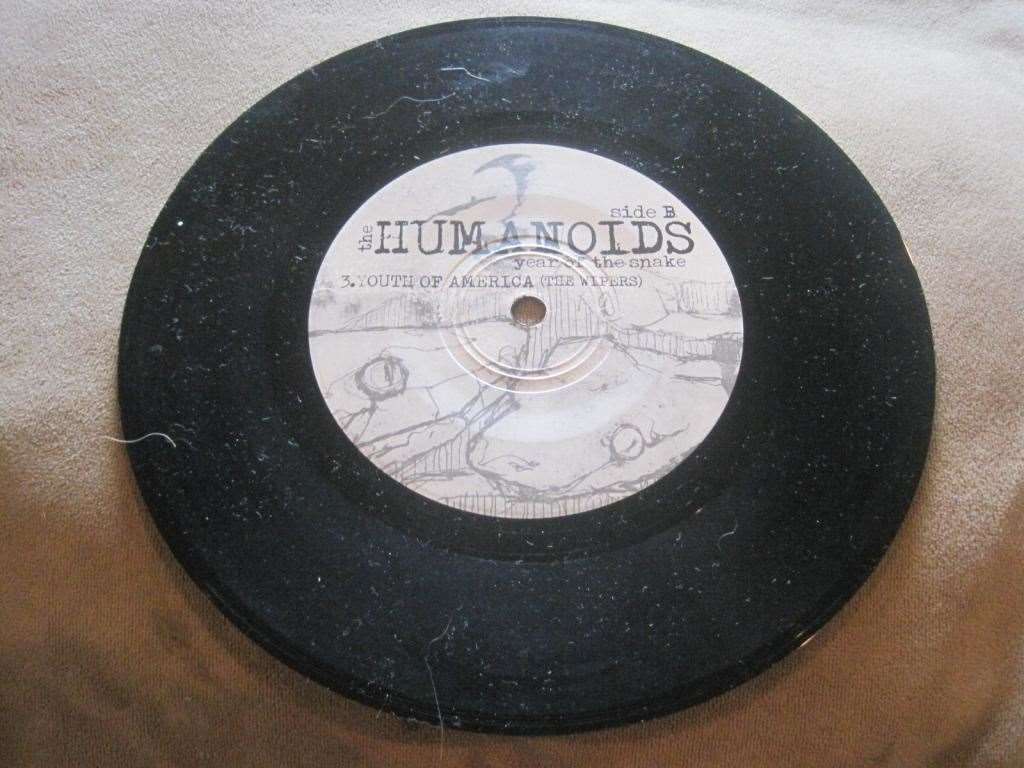 side B
the HUMANOIDS
year of the snake
3.YOUTH OF AMERICA (THE WIPERS)